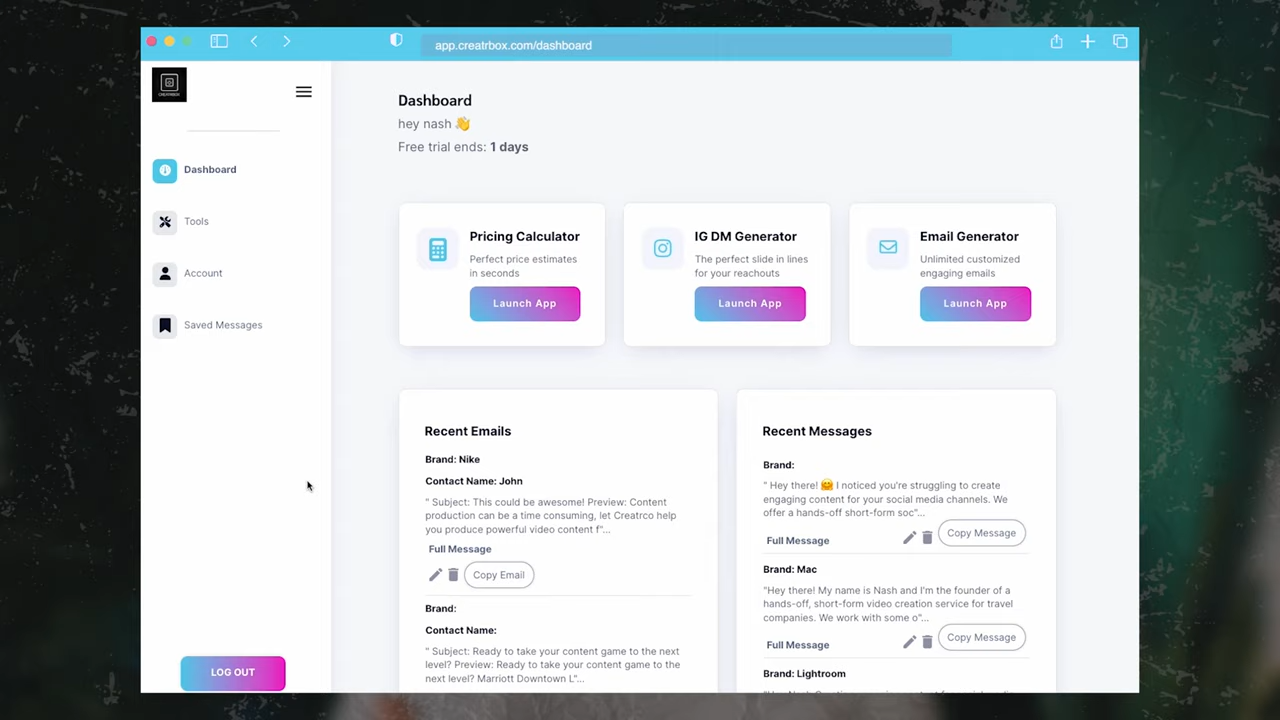 app.creatrbox.com/dashboard
CREATRBOX
Dashboard
Tools
Account
Saved Messages
LOG OUT
Dashboard
hey nash 👋
Free trial ends: 1 days
Pricing Calculator
Perfect price estimates
in seconds
Launch App
IG DM Generator
The perfect slide in lines
for your reachouts
Launch App
Email Generator
Unlimited customized
engaging emails
Launch App
Recent Emails
Brand: Nike
Contact Name: John
" Subject: This could be awesome! Preview: Content
production can be a time consuming, let Creatrco help
you produce powerful video content f"...
Full Message
Copy Email
Brand:
Contact Name:
" Subject: Ready to take your content game to the next
level? Preview: Ready to take your content game to the
next level? Marriott Downtown L"...
Recent Messages
Brand:
" Hey there! 🤗 I noticed you're struggling to create
engaging content for your social media channels. We
offer a hands-off short-form soc"...
Full Message
Copy Message
Brand: Mac
"Hey there! My name is Nash and I'm the founder of a
hands-off, short-form video creation service for travel
companies. We work with some o"...
Full Message
Copy Message
Brand: Lightroom